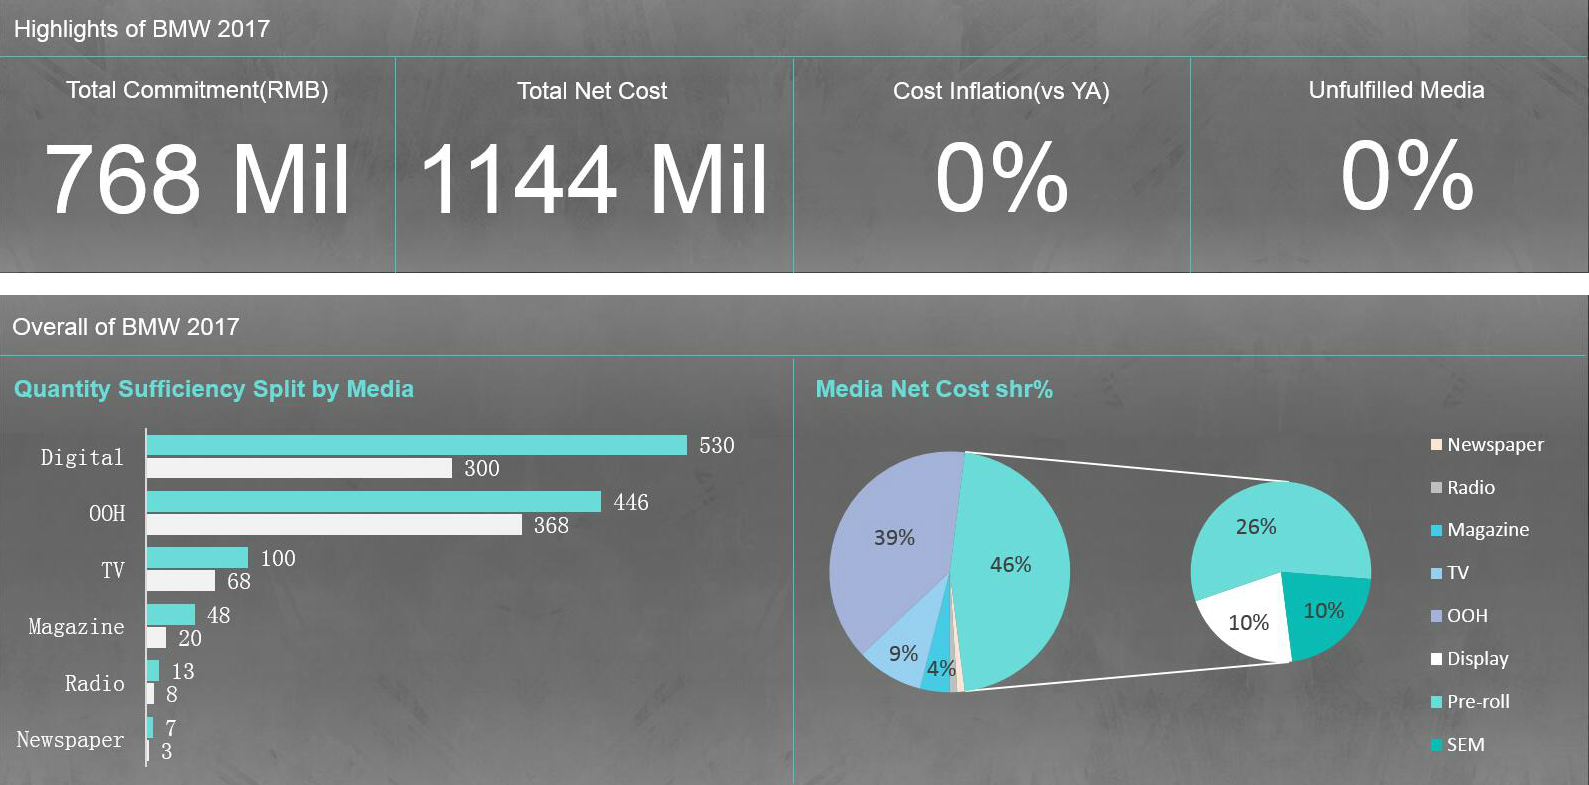 Highlights of BMW 2017
Total Commitment(RMB)
768 Mil
Total Net Cost
1144 Mil
Cost Inflation(vs YA)
0%
Unfulfilled Media
0%
Overall of BMW 2017
Quantity Sufficiency Split by Media
Digital
530
300
OOH
446
368
TV
100
68
Magazine
48
20
Radio
13
8
Newspaper
7
3
Media Net Cost shr%
39%
46%
9%
4%
26%
10%
10%
Newspaper
Radio
Magazine
TV
OOH
Display
Pre-roll
SEM